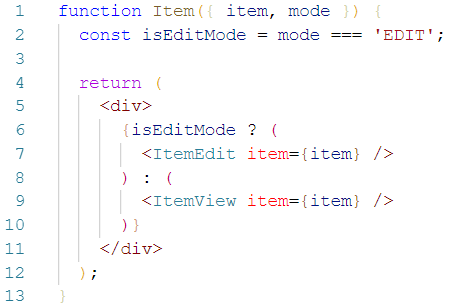 1 function Item({ item, mode }) {
2   const isEditMode = mode === 'EDIT';
3
4   return (
5     <div>
6       {isEditMode ? (
7         <ItemEdit item={item} />
8       ) : (
9         <ItemView item={item} />
10       )}
11     </div>
12   );
13 }